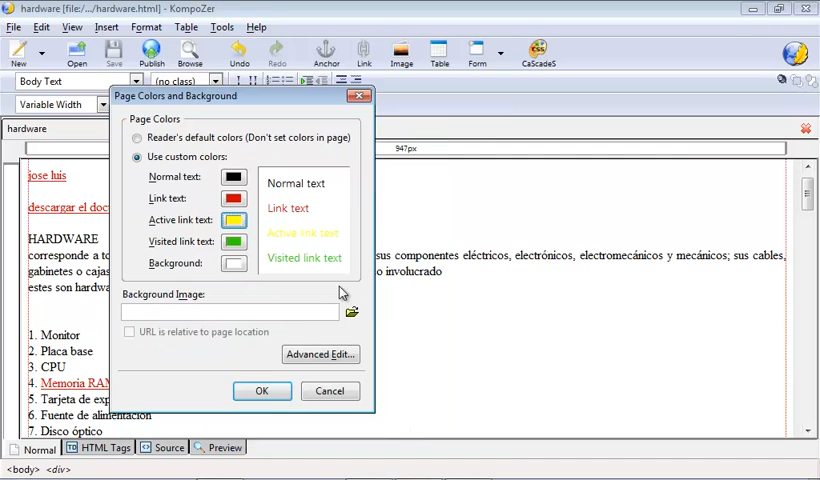 hardware [file:/.../hardware.html] - KompoZer
File Edit View Insert Format Table Tools Help
New Open Save Publish Browse Undo Redo Anchor Link Image Table Form CaScadeS
Body Text (no class)
Variable Width
hardware
947px
Page Colors and Background
Page Colors
Reader's default colors (Don't set colors in page)
Use custom colors:
Normal text:
Link text:
Active link text:
Visited link text:
Background:
Normal text
Link text
Active link text
Visited link text
Background Image:
URL is relative to page location
Advanced Edit...
OK Cancel
jose luis
descargar el doc
HARDWARE
corresponde a to sus componentes eléctricos, electrónicos, electromecánicos y mecánicos; sus cables,
gabinetes o cajas o involucrado
estes son hardwa
1. Monitor
2. Placa base
3. CPU
4. Memoria RAM
5. Tarjeta de exp
6. Fuente de alimentación
7. Disco óptico
Normal HTML Tags Source Preview
<body> <div>